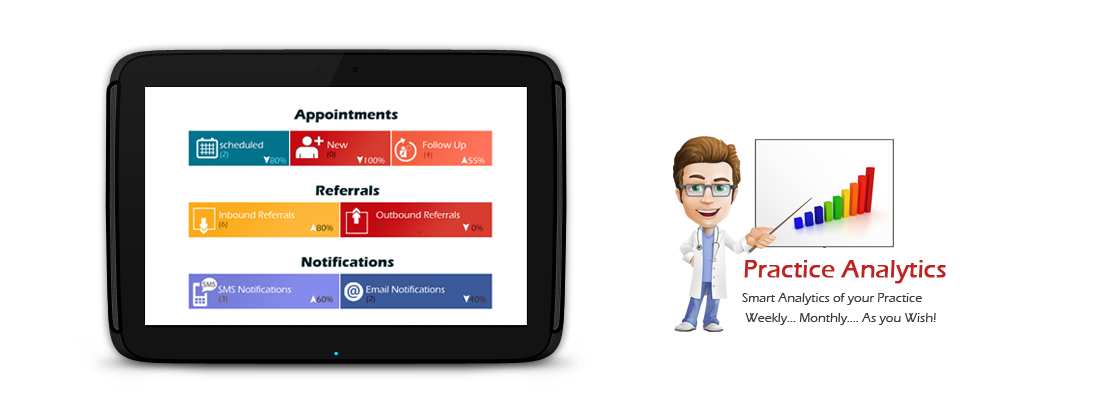 Appointments
scheduled
(2)
▼80%
New
(0)
▼100%
Follow Up
(4)
▲55%
Referrals
Inbound Referrals
(6)
▲80%
Outbound Referrals
▼0%
Notifications
SMS
SMS Notifications
(3)
▲60%
@
Email Notifications
(2)
▼40%
Practice Analytics
Smart Analytics of your Practice
Weekly... Monthly.... As you Wish!